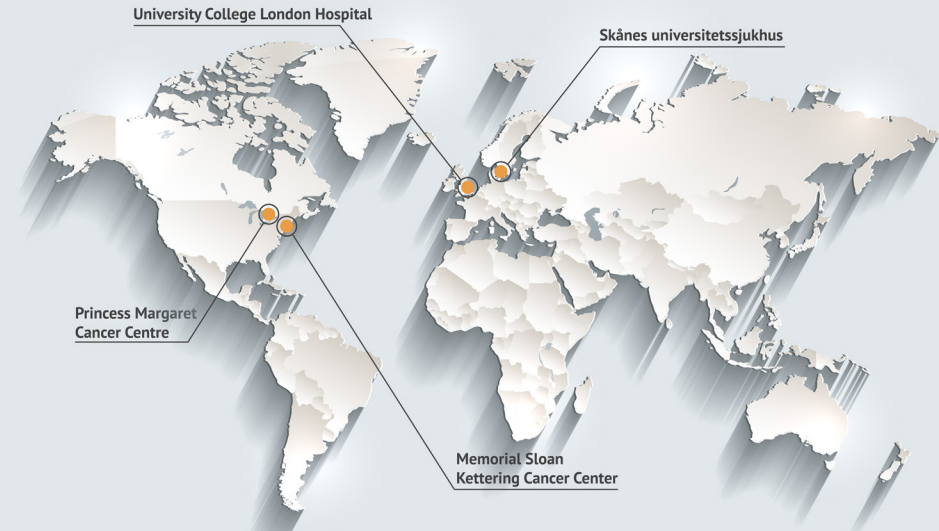 University College London Hospital
Skånes universitetssjukhus
Princess Margaret
Cancer Centre
Memorial Sloan
Kettering Cancer Center